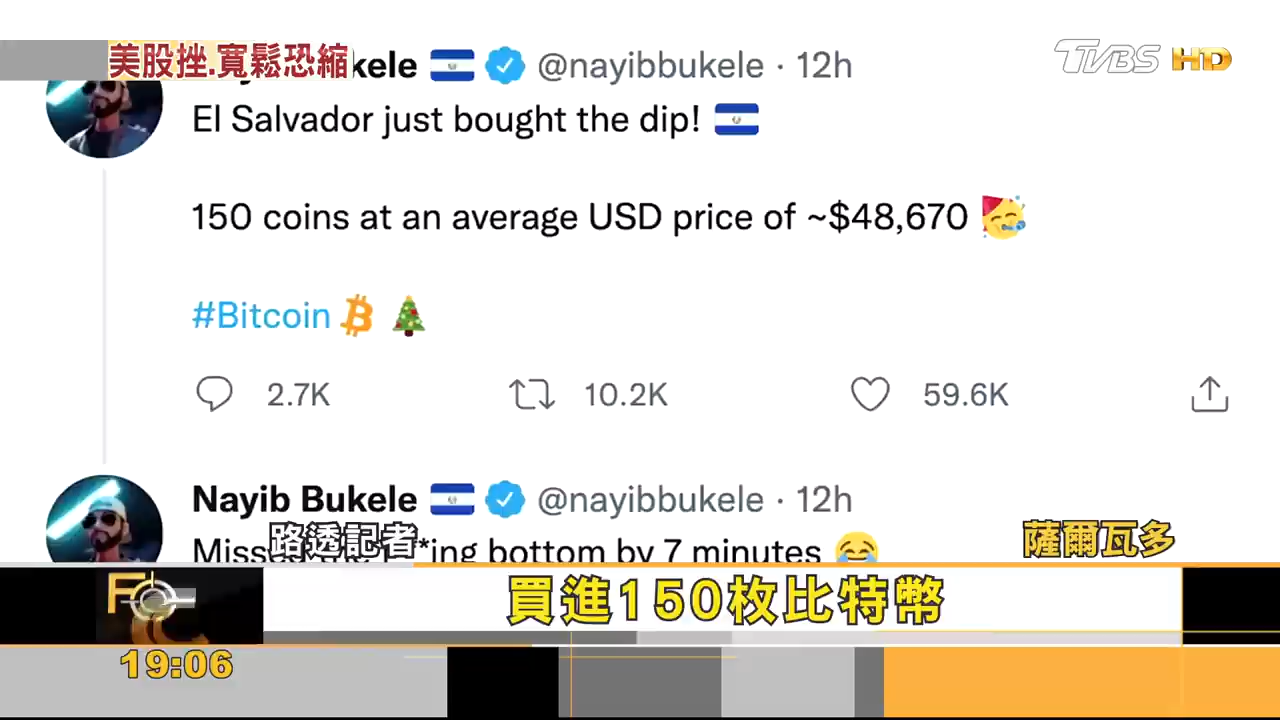 美股挫.寬鬆恐縮
kele @nayibbukele · 12h
TVBS HD
El Salvador just bought the dip!
150 coins at an average USD price of ~$48,670
#Bitcoin
2.7K 10.2K 59.6K
Nayib Bukele @nayibbukele · 12h
*ing bottom by 7 minutes
路透記者
薩爾瓦多
買進150枚比特幣
19:06